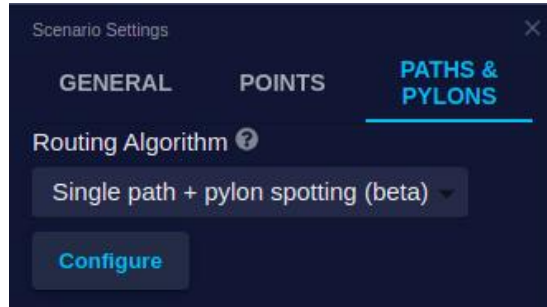 Scenario Settings
GENERAL POINTS PATHS &
PYLONS
Routing Algorithm ?
Single path + pylon spotting (beta)
Configure